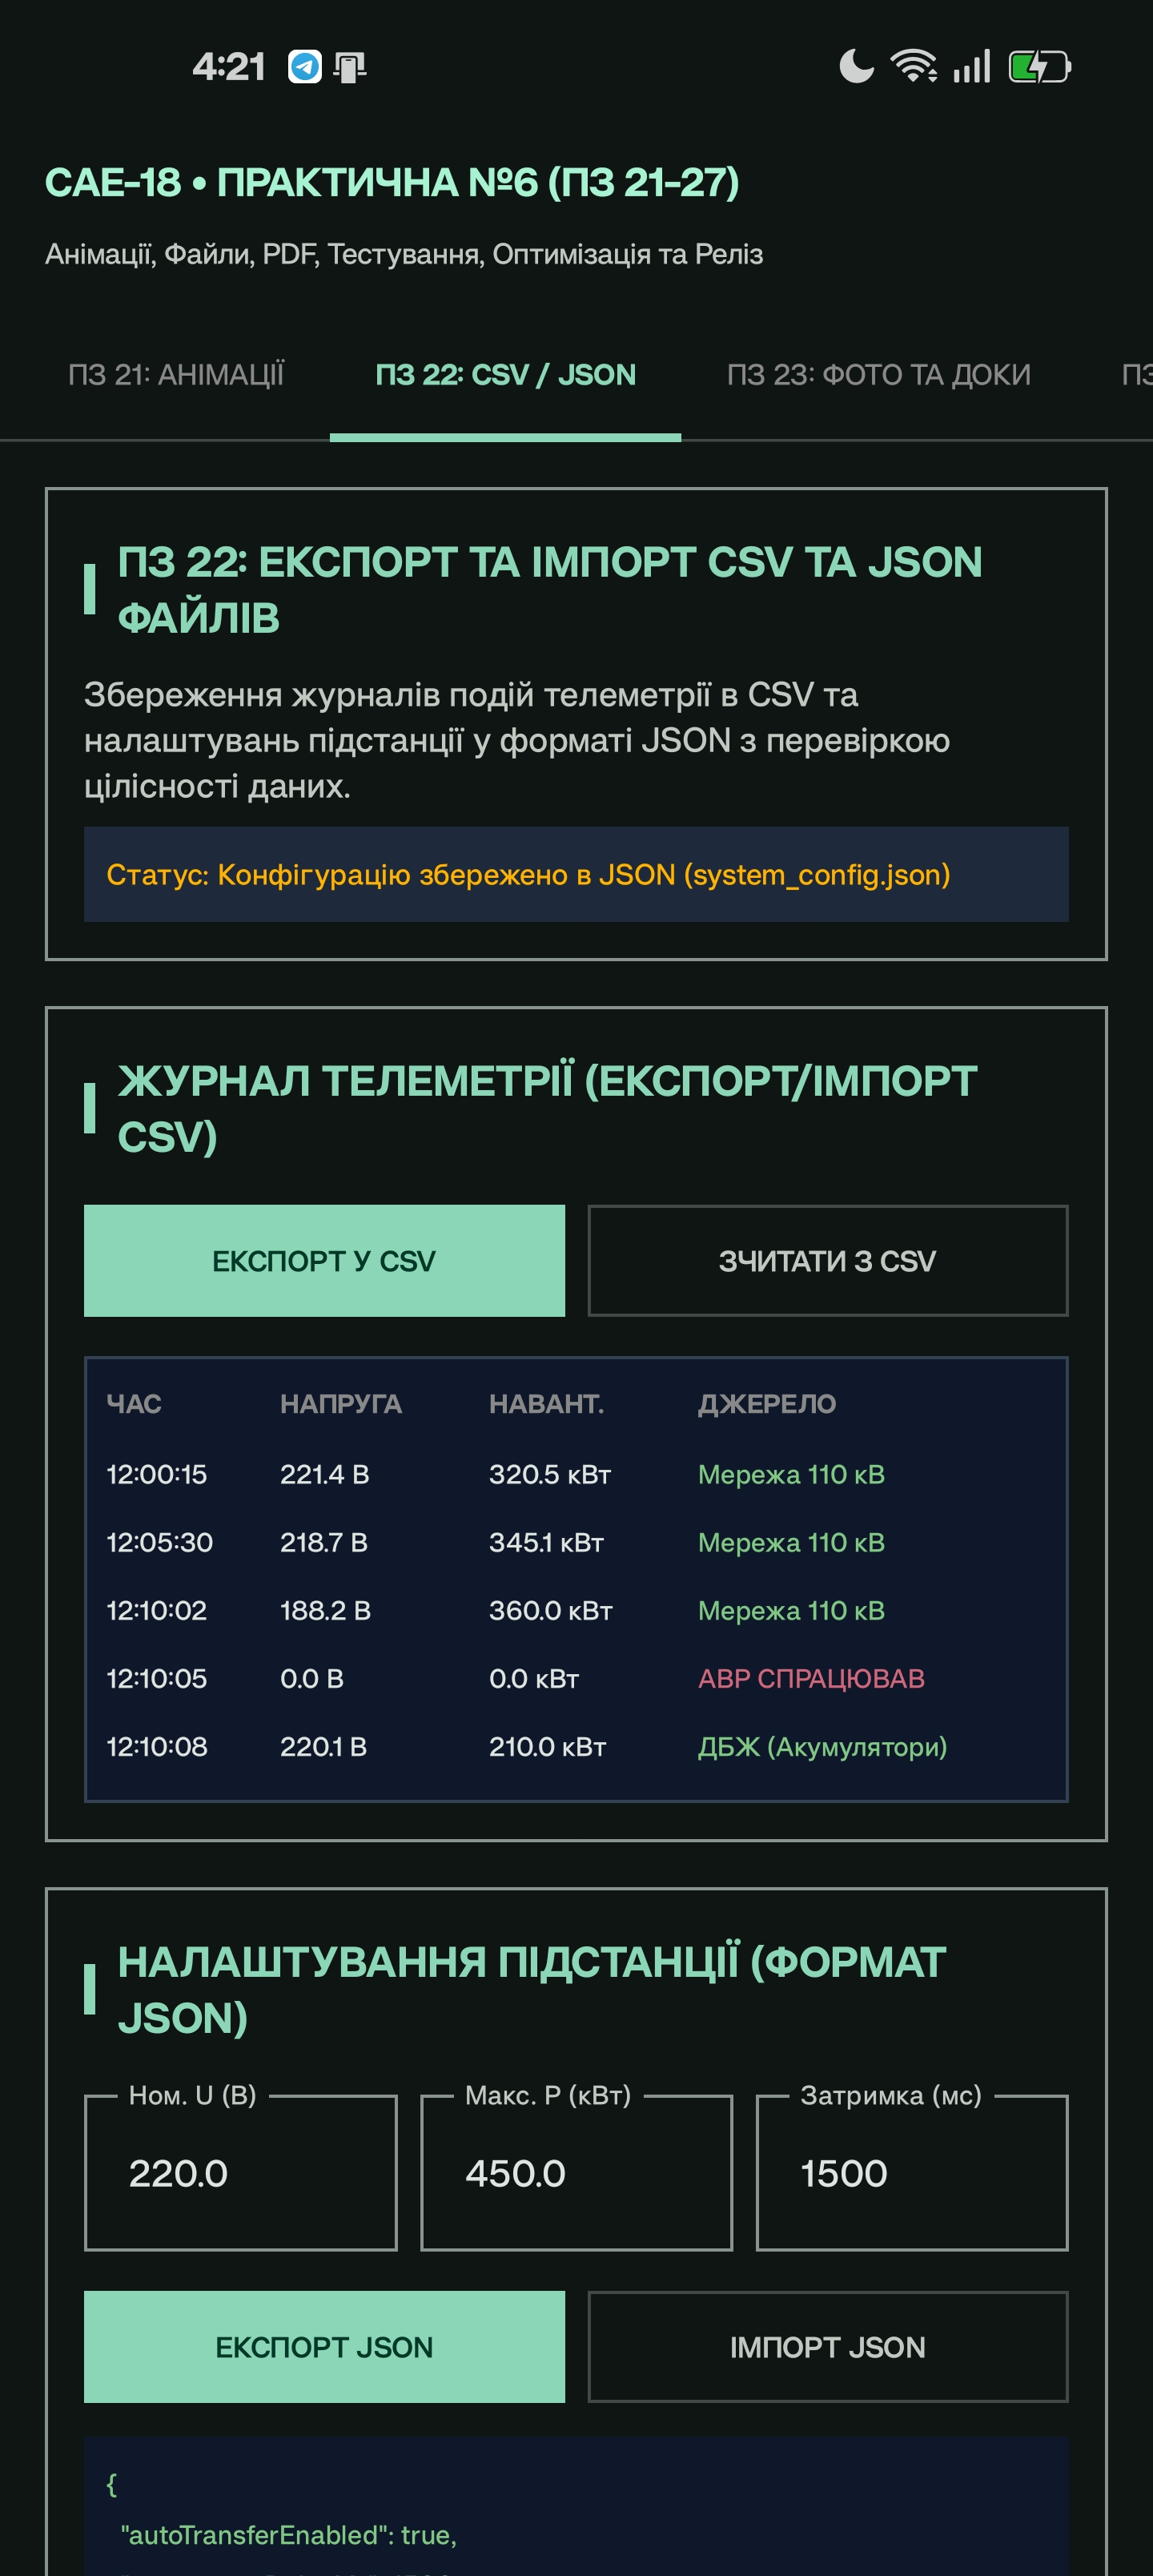 4:21
САЕ-18 • ПРАКТИЧНА №6 (ПЗ 21-27)
Анімації, Файли, PDF, Тестування, Оптимізація та Реліз
ПЗ 21: АНІМАЦІЇ ПЗ 22: CSV / JSON ПЗ 23: ФОТО ТА ДОКИ ПЗ
ПЗ 22: ЕКСПОРТ ТА ІМПОРТ CSV ТА JSON
ФАЙЛІВ
Збереження журналів подій телеметрії в CSV та
налаштувань підстанції у форматі JSON з перевіркою
цілісності даних.
Статус: Конфігурацію збережено в JSON (system_config.json)
ЖУРНАЛ ТЕЛЕМЕТРІЇ (ЕКСПОРТ/ІМПОРТ
CSV)
ЕКСПОРТ У CSV ЗЧИТАТИ З CSV
ЧАС НАПРУГА НАВАНТ. ДЖЕРЕЛО
12:00:15 221.4 В 320.5 кВт Мережа 110 кВ
12:05:30 218.7 В 345.1 кВт Мережа 110 кВ
12:10:02 188.2 В 360.0 кВт Мережа 110 кВ
12:10:05 0.0 В 0.0 кВт АВР СПРАЦЮВАВ
12:10:08 220.1 В 210.0 кВт ДБЖ (Акумулятори)
НАЛАШТУВАННЯ ПІДСТАНЦІЇ (ФОРМАТ
JSON)
Ном. U (В) Макс. P (кВт) Затримка (мс)
220.0 450.0 1500
ЕКСПОРТ JSON ІМПОРТ JSON
{
"autoTransferEnabled": true,